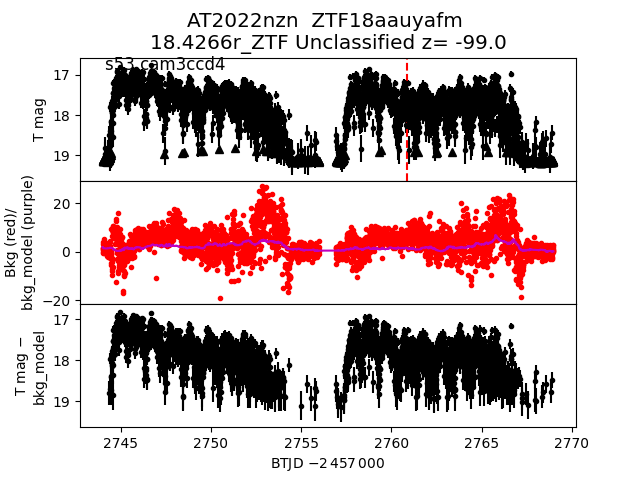 AT2022nzn  ZTF18aauyafm
18.4266r_ZTF Unclassified z= -99.0
s53 cam3ccd4
17
18
19
T mag
20
0
−20
Bkg (red)/
bkg_model (purple)
17
18
19
T mag −
bkg_model
2745
2750
2755
2760
2765
2770
BTJD −2 457 000